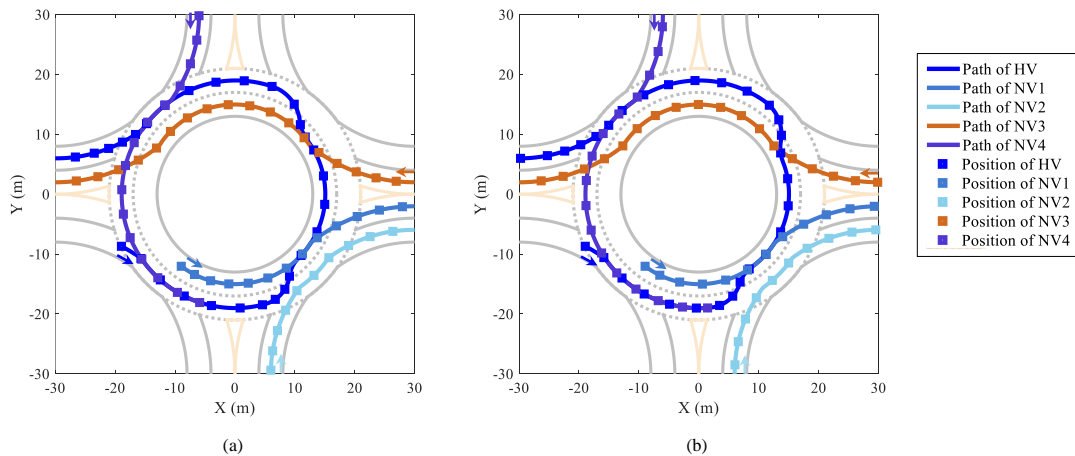 30
20
10
0
-10
-20
-30
Y (m)
-30 -20 -10 0 10 20 30
X (m)
(a)
30
20
10
0
-10
-20
-30
Y (m)
-30 -20 -10 0 10 20 30
X (m)
(b)
Path of HV
Path of NV1
Path of NV2
Path of NV3
Path of NV4
Position of HV
Position of NV1
Position of NV2
Position of NV3
Position of NV4